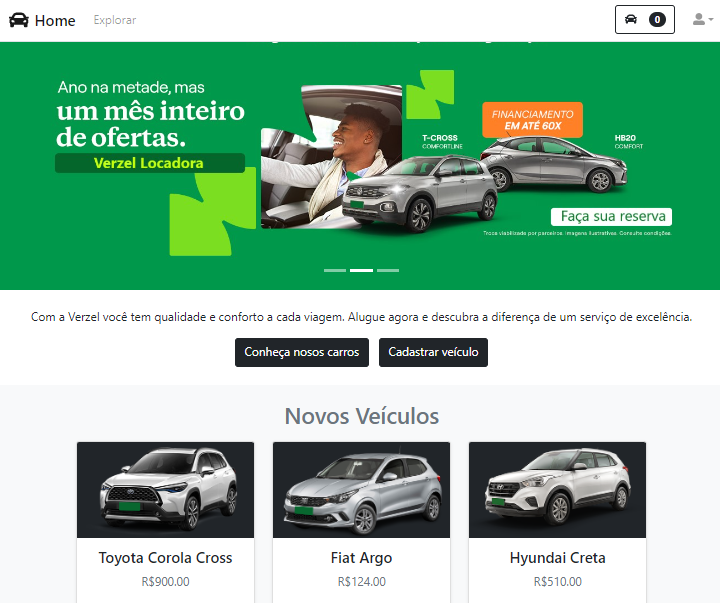 Home
Explorar
0
Ano na metade, mas
um mês inteiro
de ofertas.
Verzel Locadora
FINANCIAMENTO
EM ATÉ 60X
T-CROSS
COMFORTLINE
HB20
COMFORT
Faça sua reserva
Troca viabilizada por parceiros. Imagens ilustrativas. Consulte condições.
Com a Verzel você tem qualidade e conforto a cada viagem. Alugue agora e descubra a diferença de um serviço de excelência.
Conheça nosos carros
Cadastrar veículo
Novos Veículos
Toyota Corola Cross
R$900.00
Fiat Argo
R$124.00
Hyundai Creta
R$510.00